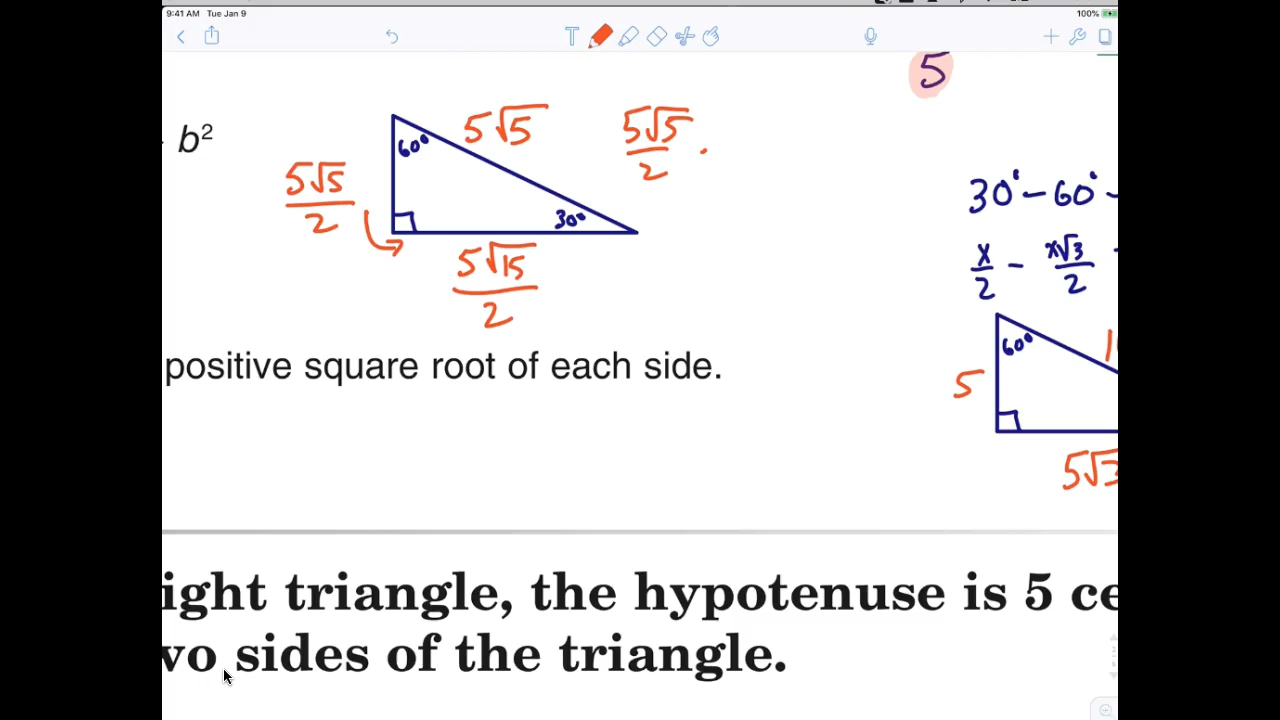 9:41 AM Tue Jan 9
100%
T
5
b²
60°
5√5
5√5/2 ·
5√5/2
30°
5√15/2
30° – 60° –
x/2 – x√3/2
60°
5
5√3
positive square root of each side.
ight triangle, the hypotenuse is 5 ce
vo sides of the triangle.